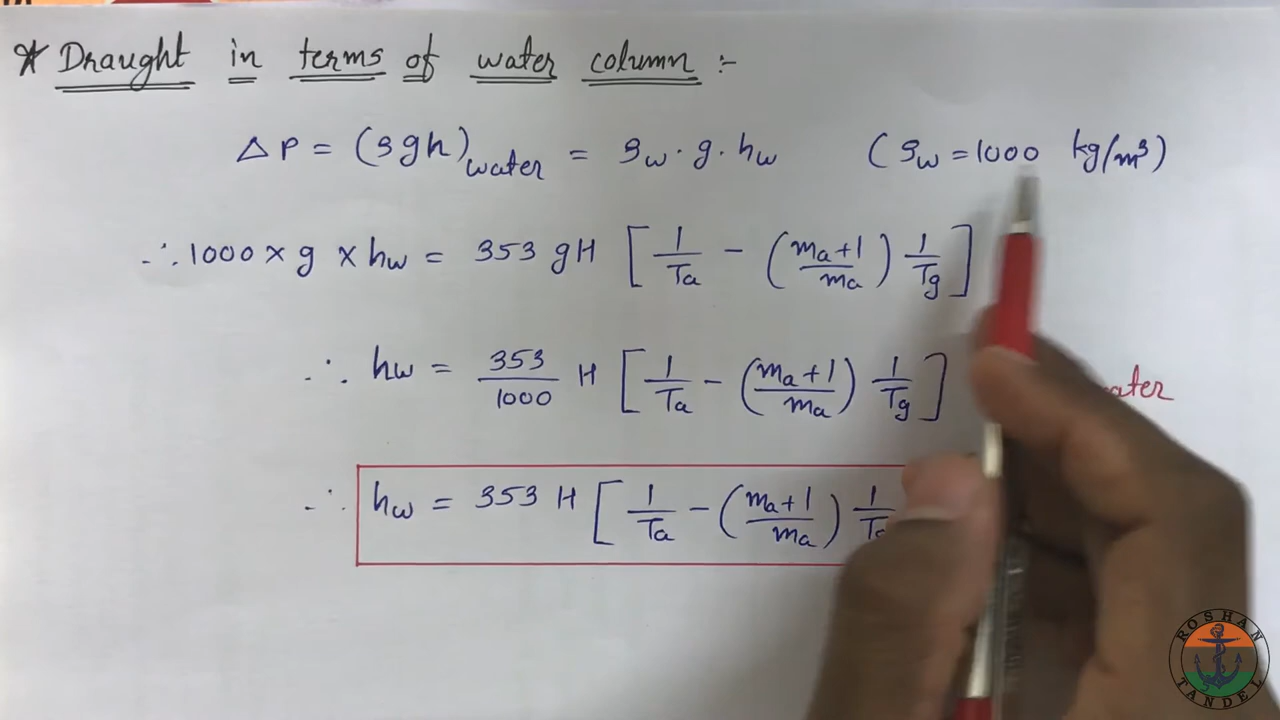 * Draught in terms of water column :-
ΔP = (ρgh)water = ρw · g · hw (ρw = 1000 kg/m³)
∴ 1000 × g × hw = 353 gH [ 1/Ta - ( ma+1/ma ) 1/Tg ]
∴ hw = 353/1000 H [ 1/Ta - ( ma+1/ma ) 1/Tg ]
∴ hw = 353 H [ 1/Ta - ( ma+1/ma )
ROSHAN
TANDEL